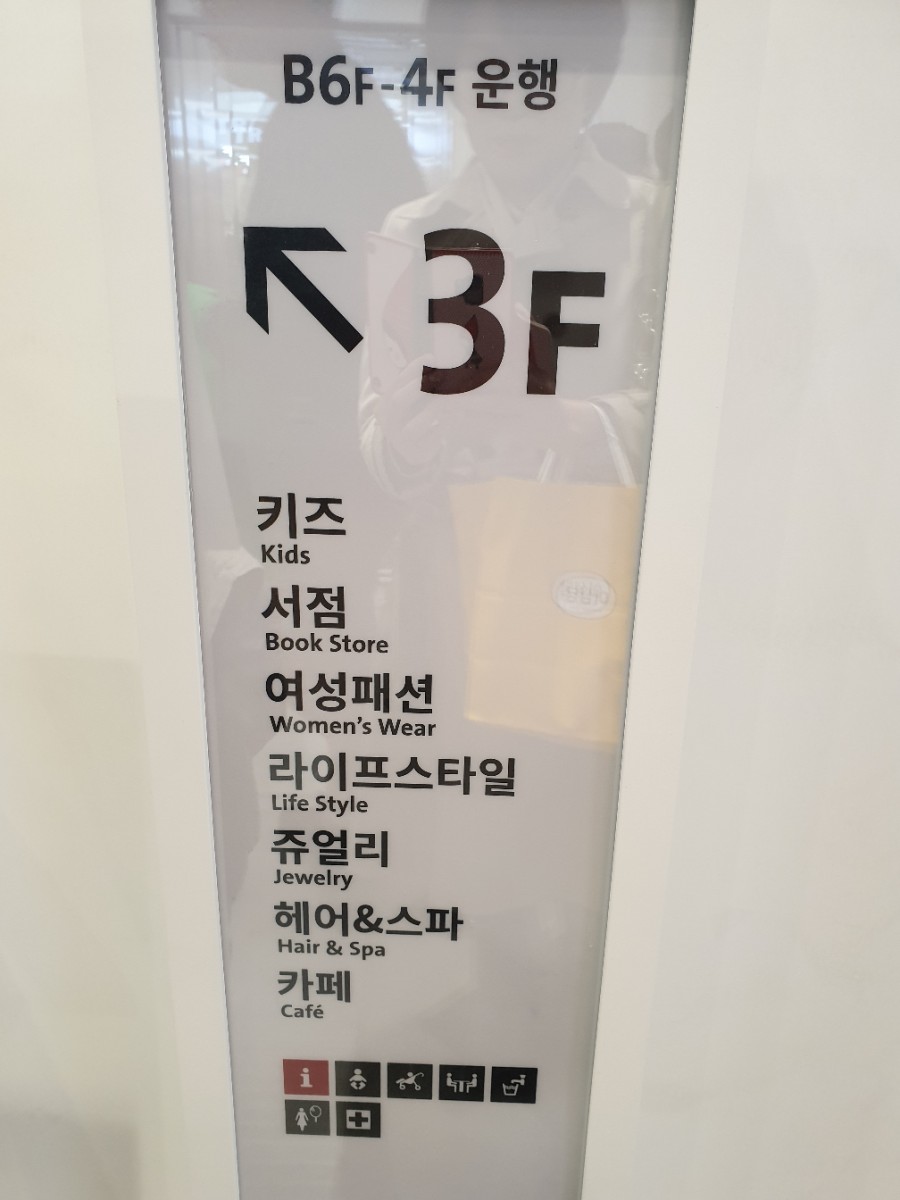 B6F-4F 운행
3F
키즈
Kids
서점
Book Store
여성패션
Women's Wear
라이프스타일
Life Style
쥬얼리
Jewelry
헤어&스파
Hair & Spa
카페
Café
i